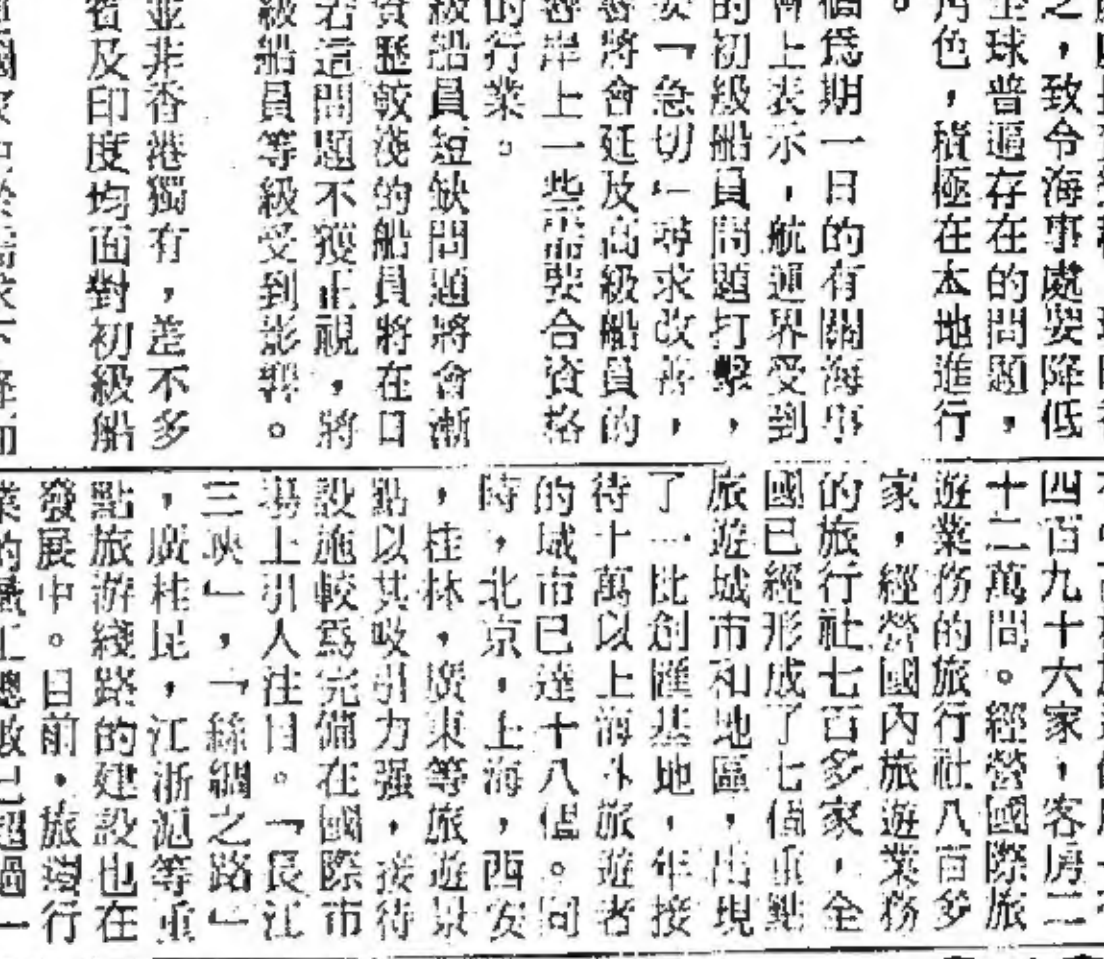 之，致令海事處要降低
全球普遍存在的問題，
角色，積極在本地進行
。
個爲期一日的有關海事
會上表示，航運界受到
的初級船員問題打擊，
要「急切」尋求改善，
將會延及高級船員的
岸上一些需要合資格
的行業。
級船員短缺問題將會漸
資歷較淺的船員將在日
若這問題不獲正視，將
級船員等級受到影響。
並非香港獨有，差不多
賓及印度均面對初級船
四百九十六家，客房二
十二萬間。經營國際旅
遊業務的旅行社八百多
家，經營國內旅遊業務
的旅行社七百多家，全
國已經形成了七個重點
旅遊城市和地區，出現
了一比創匯基地，年接
待十萬以上海外旅遊者
的城市已達十八個。同
時，北京，上海，西安
，桂林，廣東等旅遊景
點以其吸引力强，接待
設施較爲完備在國際市
場上引人注目。「長江
三峽」，「絲綢之路」
，廣桂昆，江浙滬等重
點旅游綫路的建設也在
發展中。目前，旅遊行
業的職工總數已超過一